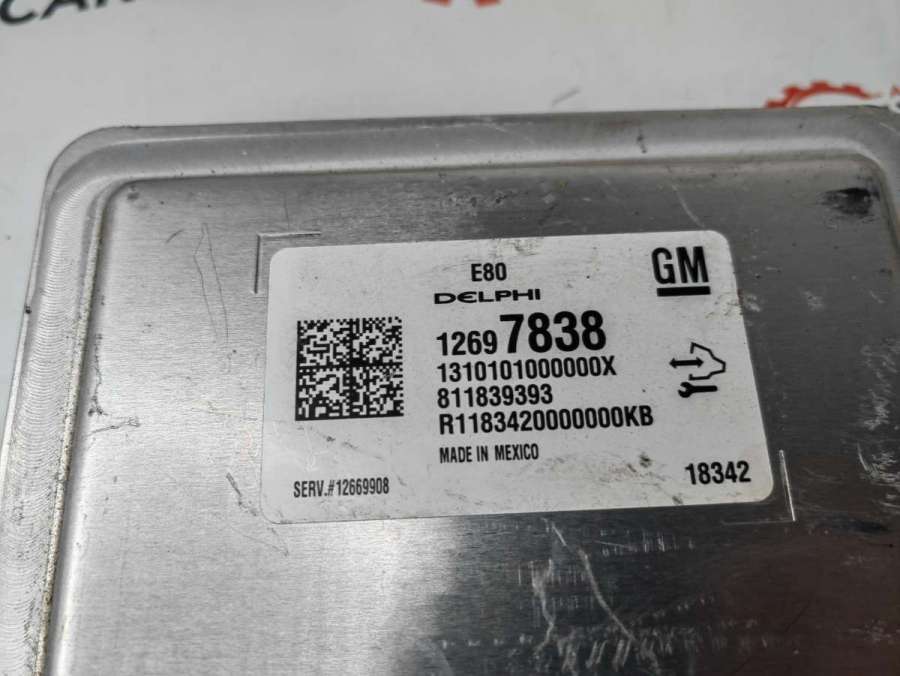 E80
GM
DELPHI
12697838
1310101000000X
811839393
R1183420000000KB
MADE IN MEXICO
18342
SERV.#12669908